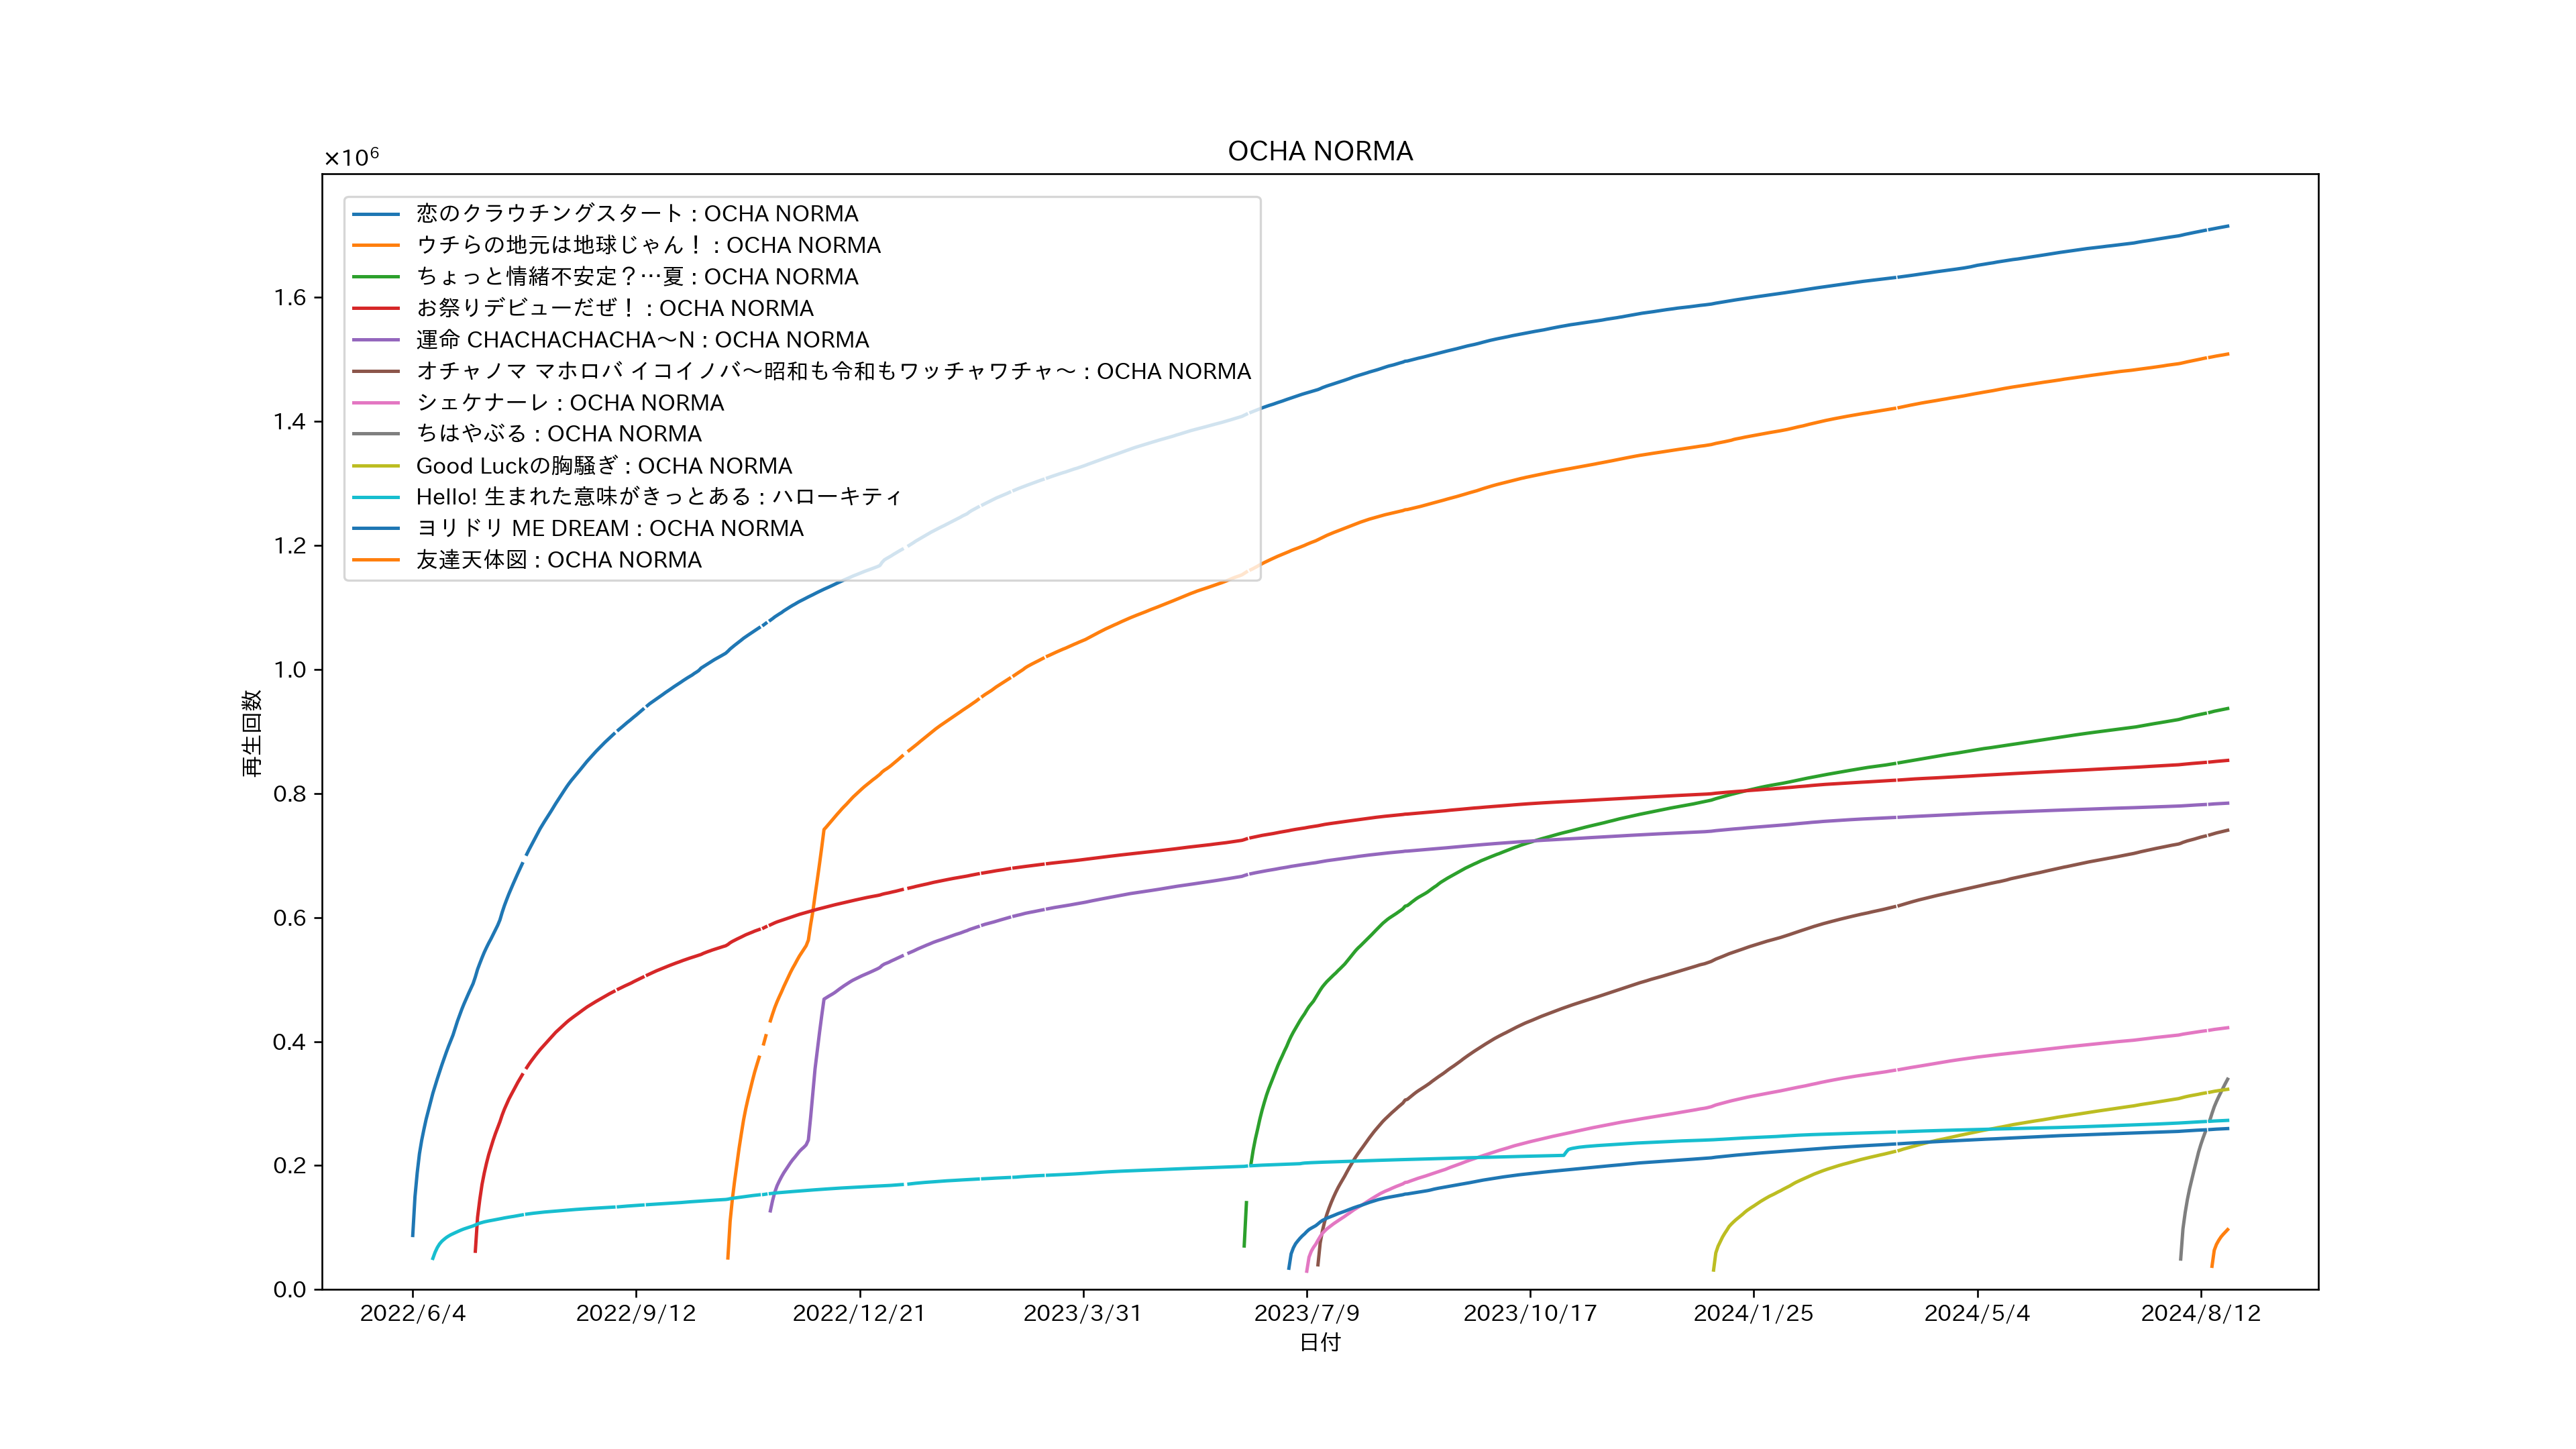 OCHA NORMA
×10⁶
恋のクラウチングスタート : OCHA NORMA
ウチらの地元は地球じゃん！ : OCHA NORMA
ちょっと情緒不安定？…夏 : OCHA NORMA
お祭りデビューだぜ！ : OCHA NORMA
運命 CHACHACHACHA～N : OCHA NORMA
オチャノマ マホロバ イコイノバ～昭和も令和もワッチャワチャ～ : OCHA NORMA
シェケナーレ : OCHA NORMA
ちはやぶる : OCHA NORMA
Good Luckの胸騒ぎ : OCHA NORMA
Hello! 生まれた意味がきっとある : ハローキティ
ヨリドリ ME DREAM : OCHA NORMA
友達天体図 : OCHA NORMA
1.6
1.4
1.2
1.0
0.8
0.6
0.4
0.2
0.0
再生回数
2022/6/4 2022/9/12 2022/12/21 2023/3/31 2023/7/9 2023/10/17 2024/1/25 2024/5/4 2024/8/12
日付